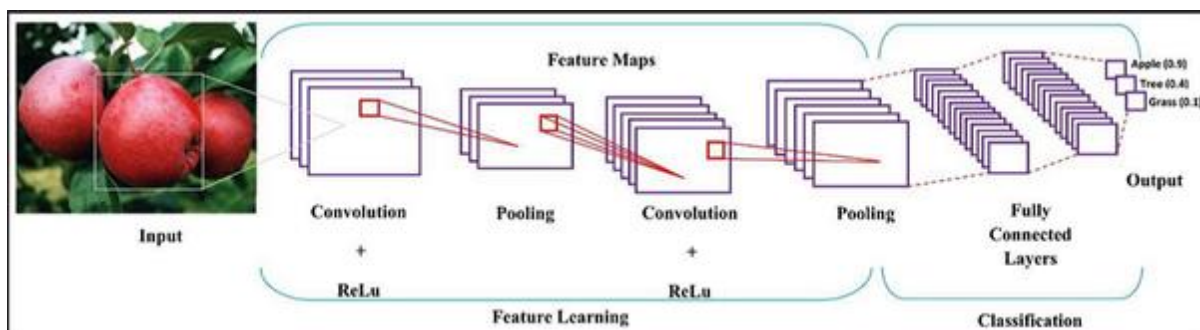 Feature Maps
Apple (0.9)
Tree (0.4)
Grass (0.1)
Output
Input
Convolution
+
ReLu
Pooling
Convolution
+
ReLu
Pooling
Fully
Connected
Layers
Feature Learning
Classification